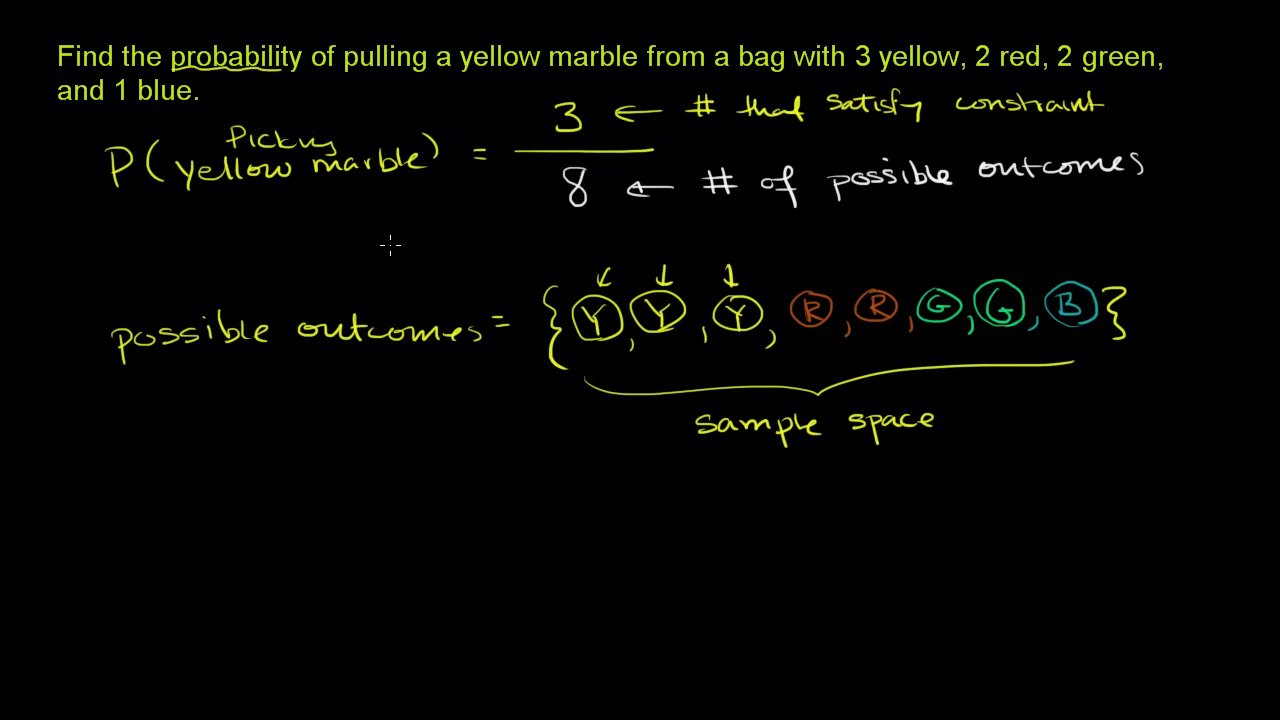 Find the probability of pulling a yellow marble from a bag with 3 yellow, 2 red, 2 green,
and 1 blue.
3 ← # that satisfy constraint
Picking
P( yellow marble) =
8 ← # of possible outcomes
possible outcomes = { Y, Y, Y, R, R, G, G, B }
sample space